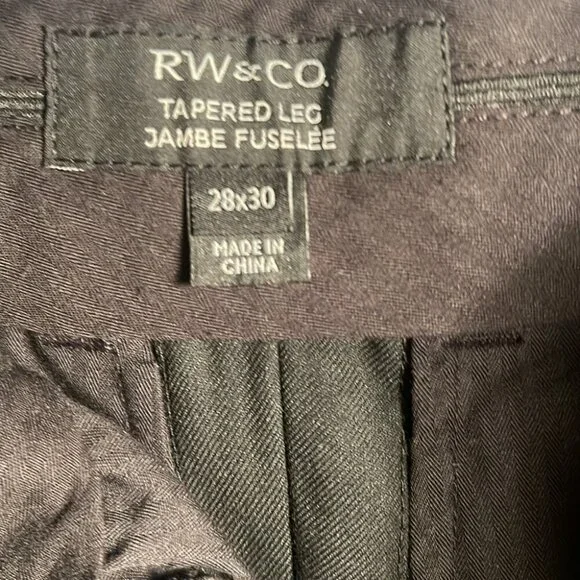 RW&CO.
TAPERED LEG
JAMBE FUSELÉE
28x30
MADE IN
CHINA